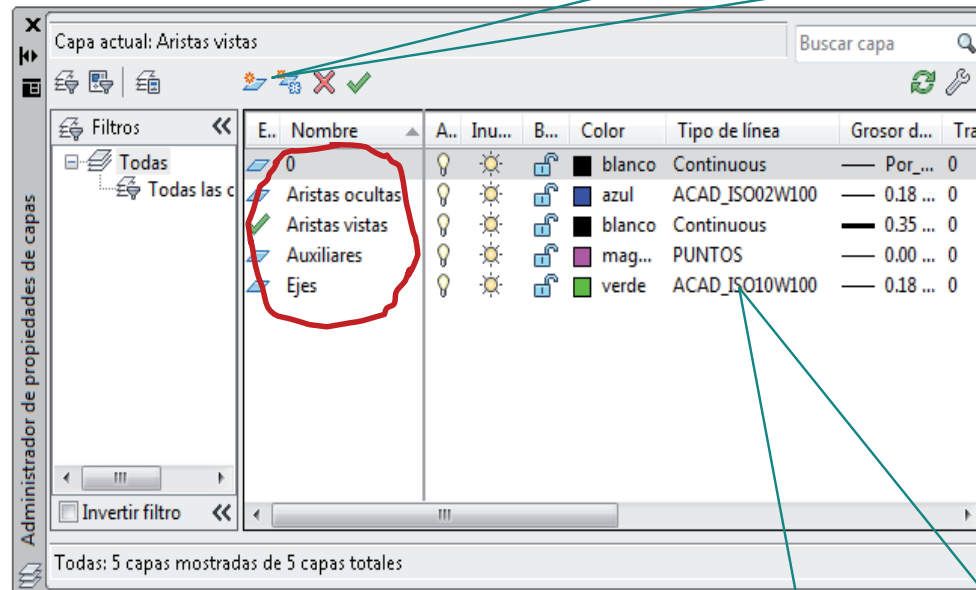 Capa actual: Aristas vistas
Buscar capa
Filtros
Todas
Todas las c
E.. Nombre A.. Inu... B... Color Tipo de línea Grosor d... Tra
0 blanco Continuous Por_... 0
Aristas ocultas azul ACAD_ISO02W100 0.18 ... 0
Aristas vistas blanco Continuous 0.35 ... 0
Auxiliares mag... PUNTOS 0.00 ... 0
Ejes verde ACAD_ISO10W100 0.18 ... 0
Invertir filtro
Administrador de propiedades de capas
Todas: 5 capas mostradas de 5 capas totales